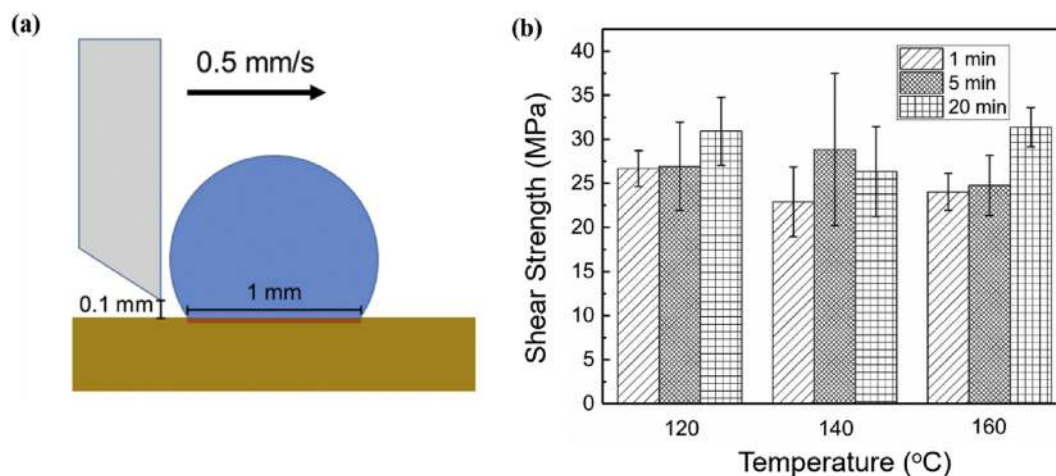 (a)
0.5 mm/s
0.1 mm
1 mm
(b)
Shear Strength (MPa)
40
35
30
25
20
15
10
5
0
1 min
5 min
20 min
120
140
160
Temperature (°C)